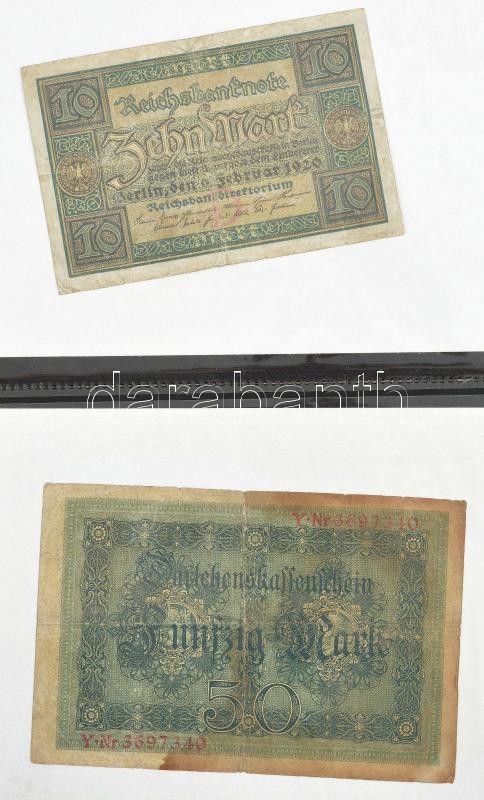 10 10
Reichsbanknote
Zehn Mark
Berlin, den 6. Februar 1920
Reichsbankdirektorium
10 10
darabanth
Y·Nr 3697340
Darlehenskassenschein
Fünfzig Mark
50
Y·Nr 3697340